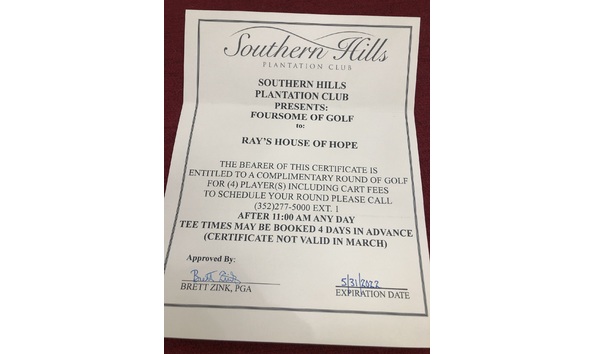 Southern Hills
PLANTATION CLUB
SOUTHERN HILLS
PLANTATION CLUB
PRESENTS:
FOURSOME OF GOLF
to:
RAY'S HOUSE OF HOPE
THE BEARER OF THIS CERTIFICATE IS
ENTITLED TO A COMPLIMENTARY ROUND OF GOLF
FOR (4) PLAYER(S) INCLUDING CART FEES
TO SCHEDULE YOUR ROUND PLEASE CALL
(352)277-5000 EXT. 1
AFTER 11:00 AM ANY DAY
TEE TIMES MAY BE BOOKED 4 DAYS IN ADVANCE
(CERTIFICATE NOT VALID IN MARCH)
Approved By:
Brett Zink 5/31/2022
BRETT ZINK, PGA EXPIRATION DATE